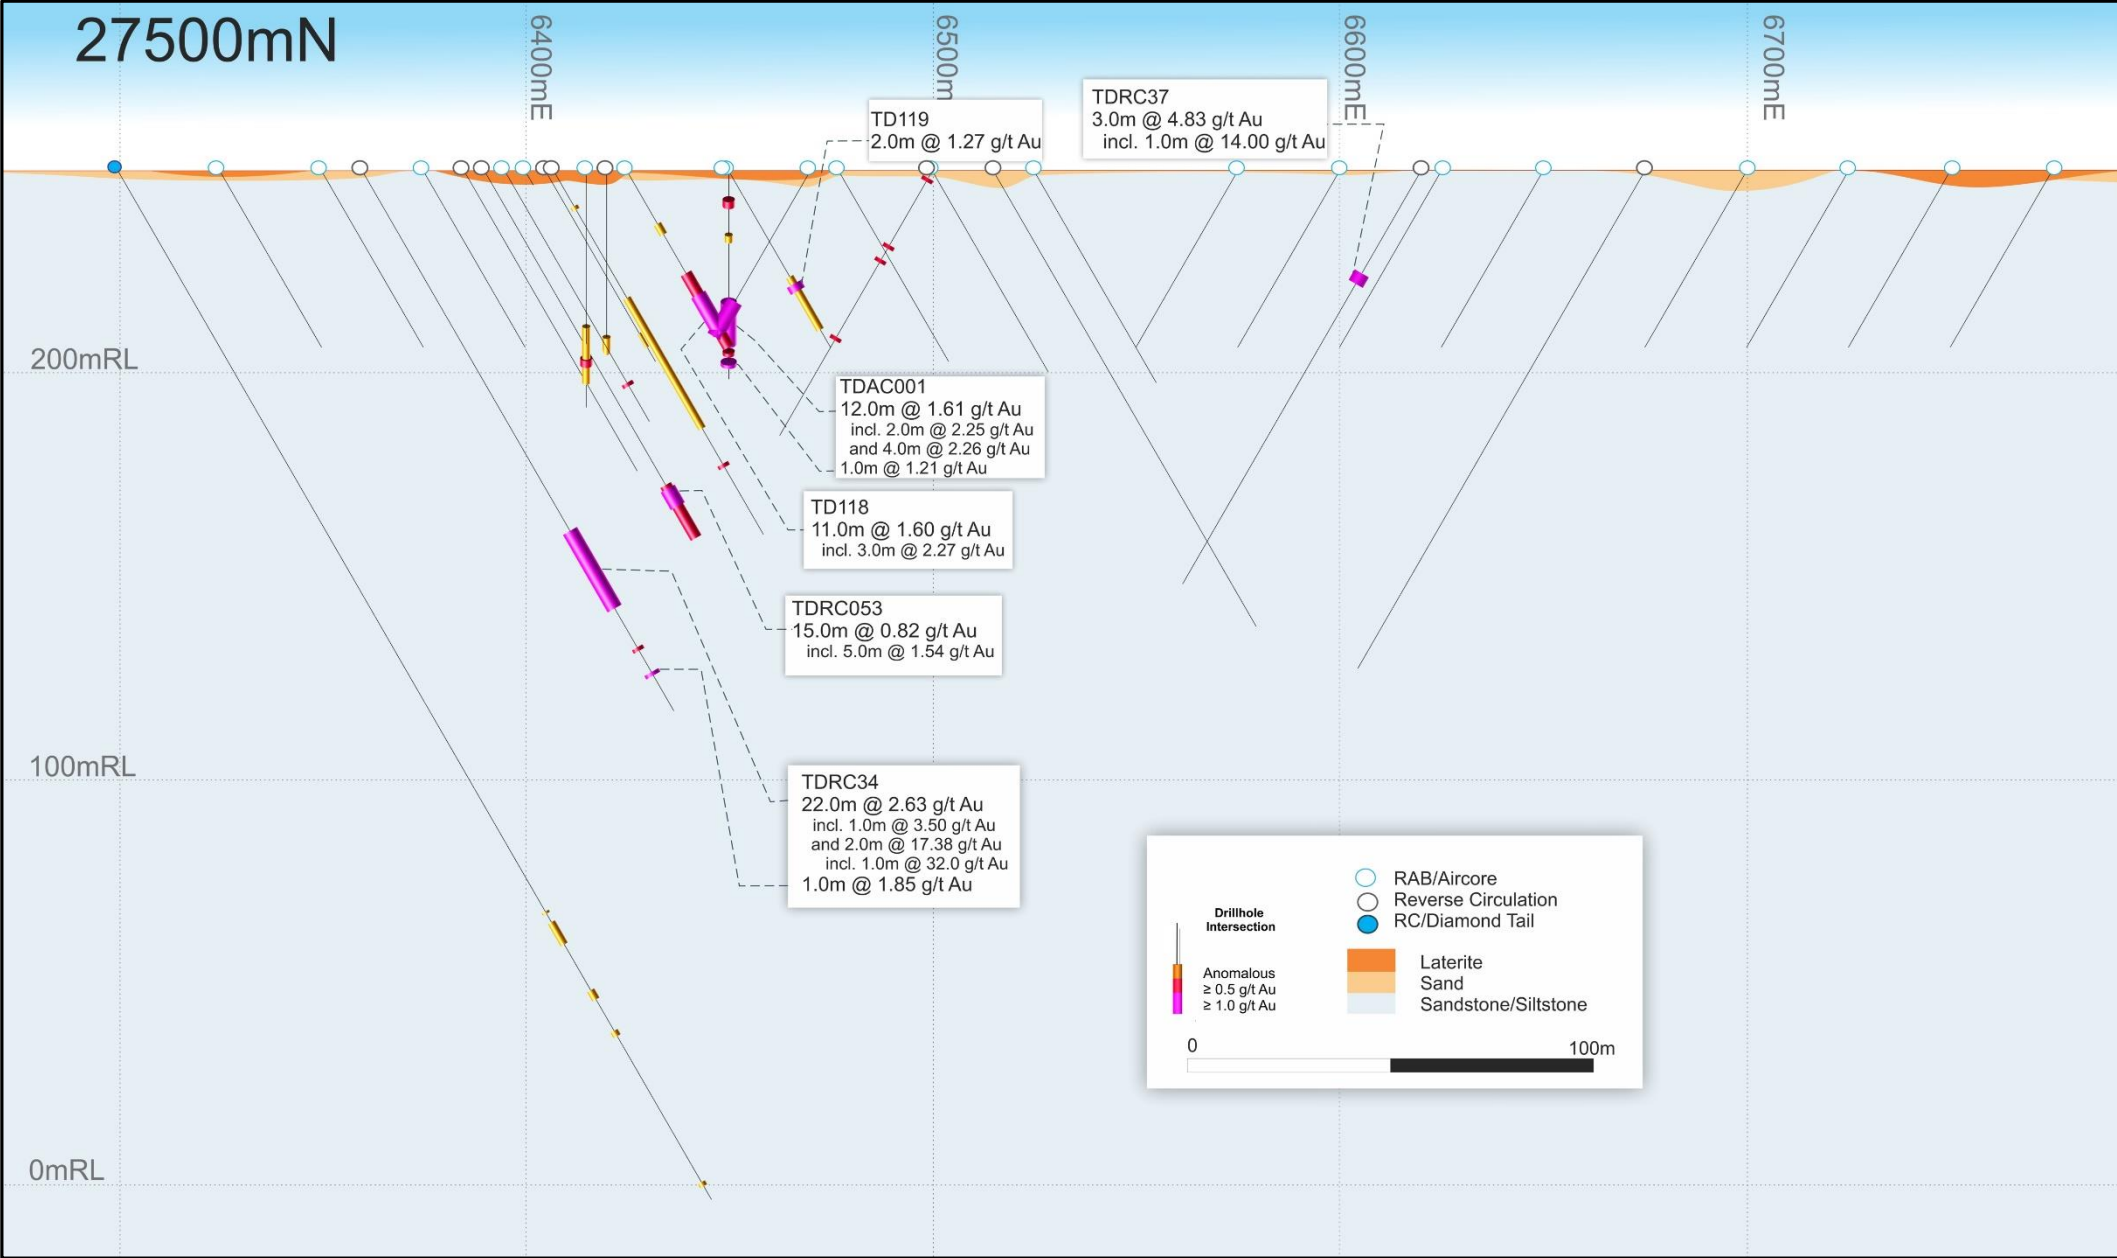 27500mN
6400mE
6500m
6600mE
6700mE
TD119
2.0m @ 1.27 g/t Au
TDRC37
3.0m @ 4.83 g/t Au
incl. 1.0m @ 14.00 g/t Au
200mRL
TDAC001
12.0m @ 1.61 g/t Au
incl. 2.0m @ 2.25 g/t Au
and 4.0m @ 2.26 g/t Au
1.0m @ 1.21 g/t Au
TD118
11.0m @ 1.60 g/t Au
incl. 3.0m @ 2.27 g/t Au
TDRC053
15.0m @ 0.82 g/t Au
incl. 5.0m @ 1.54 g/t Au
100mRL
TDRC34
22.0m @ 2.63 g/t Au
incl. 1.0m @ 3.50 g/t Au
and 2.0m @ 17.38 g/t Au
incl. 1.0m @ 32.0 g/t Au
1.0m @ 1.85 g/t Au
0mRL
Drillhole
Intersection
Anomalous
≥ 0.5 g/t Au
≥ 1.0 g/t Au
RAB/Aircore
Reverse Circulation
RC/Diamond Tail
Laterite
Sand
Sandstone/Siltstone
0
100m